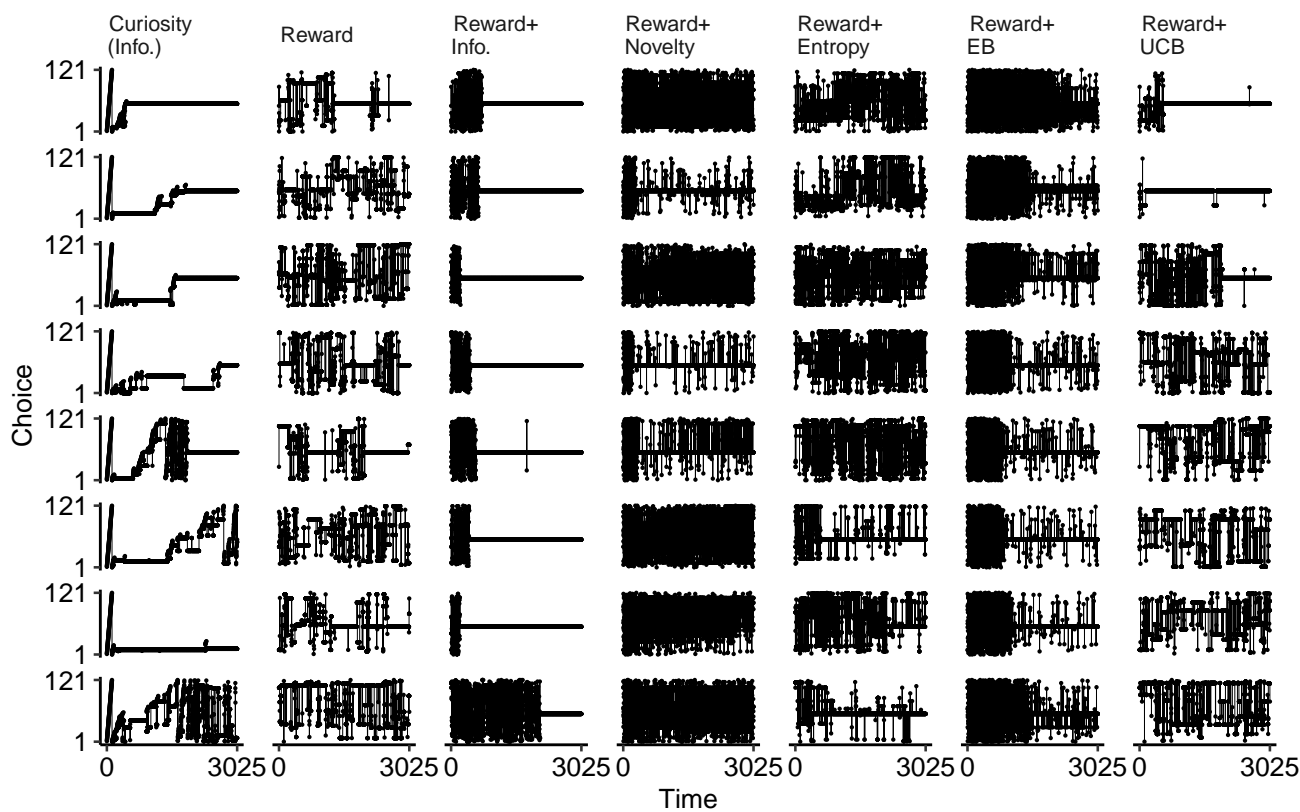 Curiosity
(Info.)
Reward
Reward+
Info.
Reward+
Novelty
Reward+
Entropy
Reward+
EB
Reward+
UCB
121
1
121
1
121
1
121
1
121
1
121
1
121
1
121
1
Choice
0 3025 0 3025 0 3025 0 3025 0 3025 0 3025 0 3025
Time